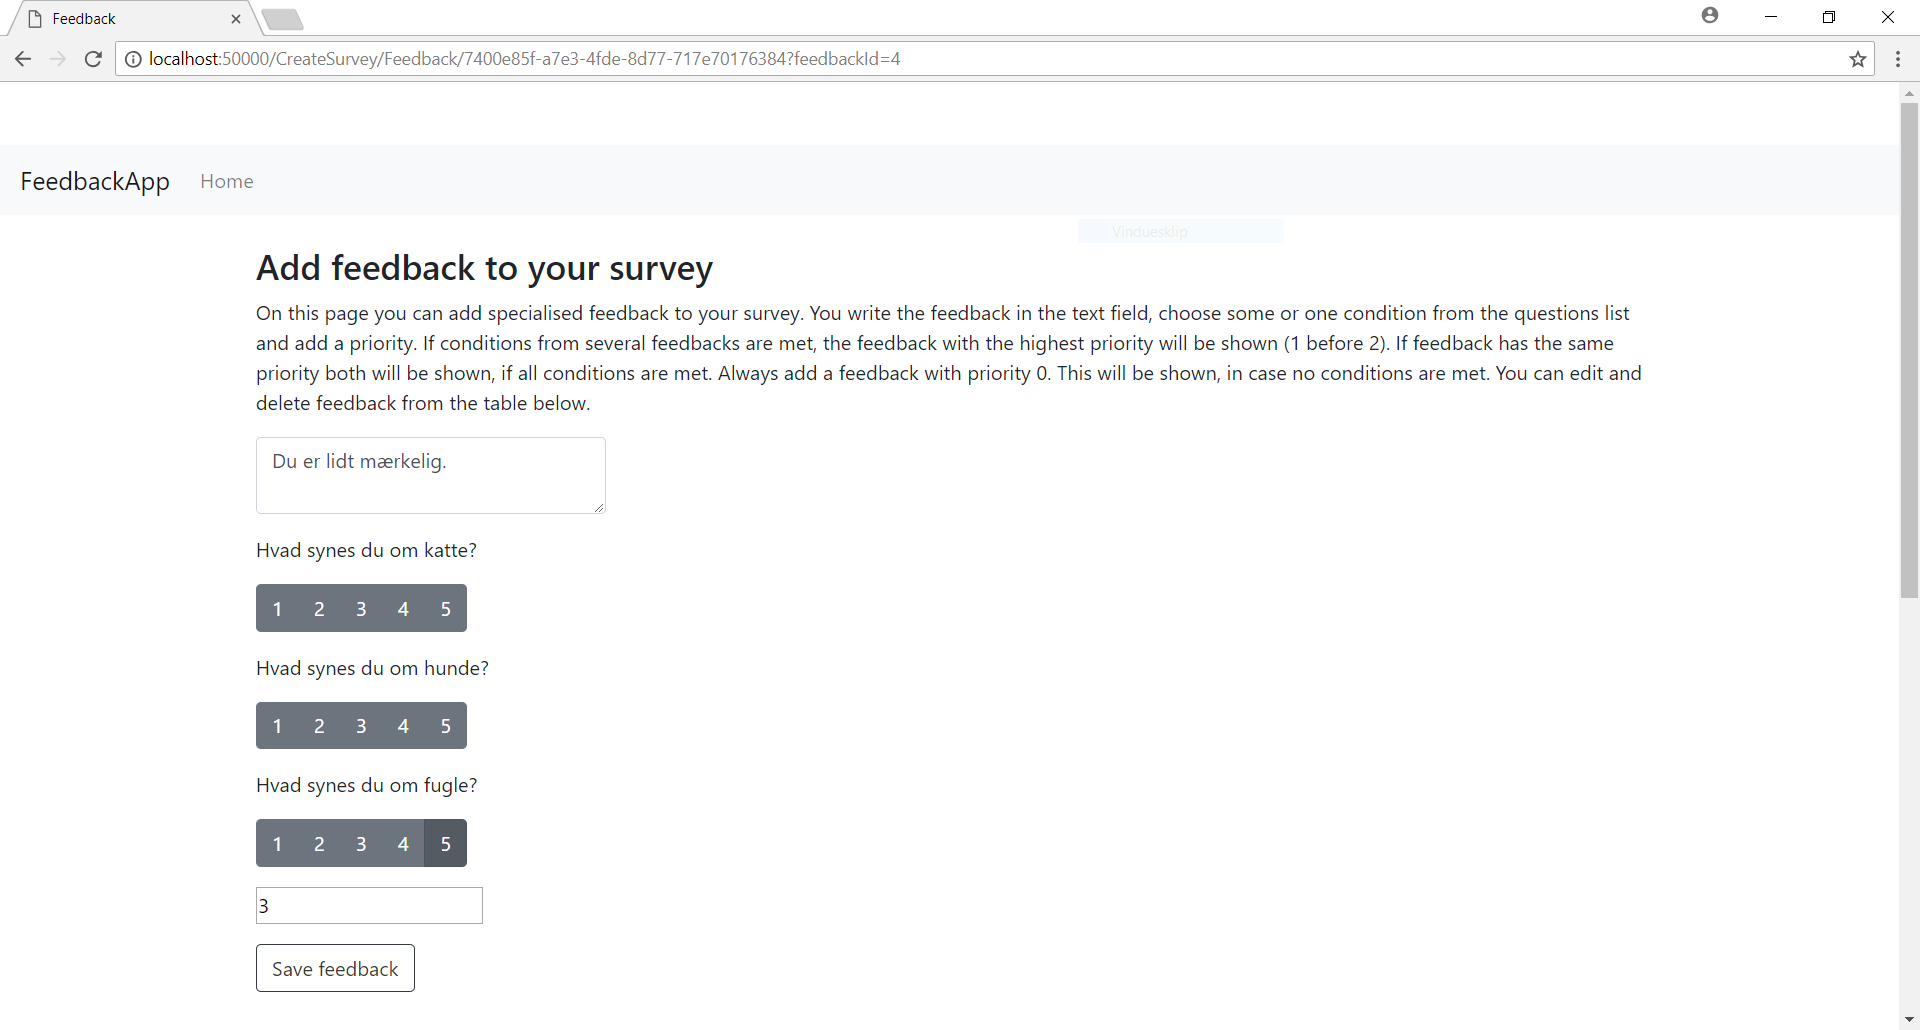 Feedback
localhost:50000/CreateSurvey/Feedback/7400e85f-a7e3-4fde-8d77-717e70176384?feedbackId=4
FeedbackApp Home
Vinduesklip
Add feedback to your survey
On this page you can add specialised feedback to your survey. You write the feedback in the text field, choose some or one condition from the questions list
and add a priority. If conditions from several feedbacks are met, the feedback with the highest priority will be shown (1 before 2). If feedback has the same
priority both will be shown, if all conditions are met. Always add a feedback with priority 0. This will be shown, in case no conditions are met. You can edit and
delete feedback from the table below.
Du er lidt mærkelig.
Hvad synes du om katte?
1 2 3 4 5
Hvad synes du om hunde?
1 2 3 4 5
Hvad synes du om fugle?
1 2 3 4 5
3
Save feedback